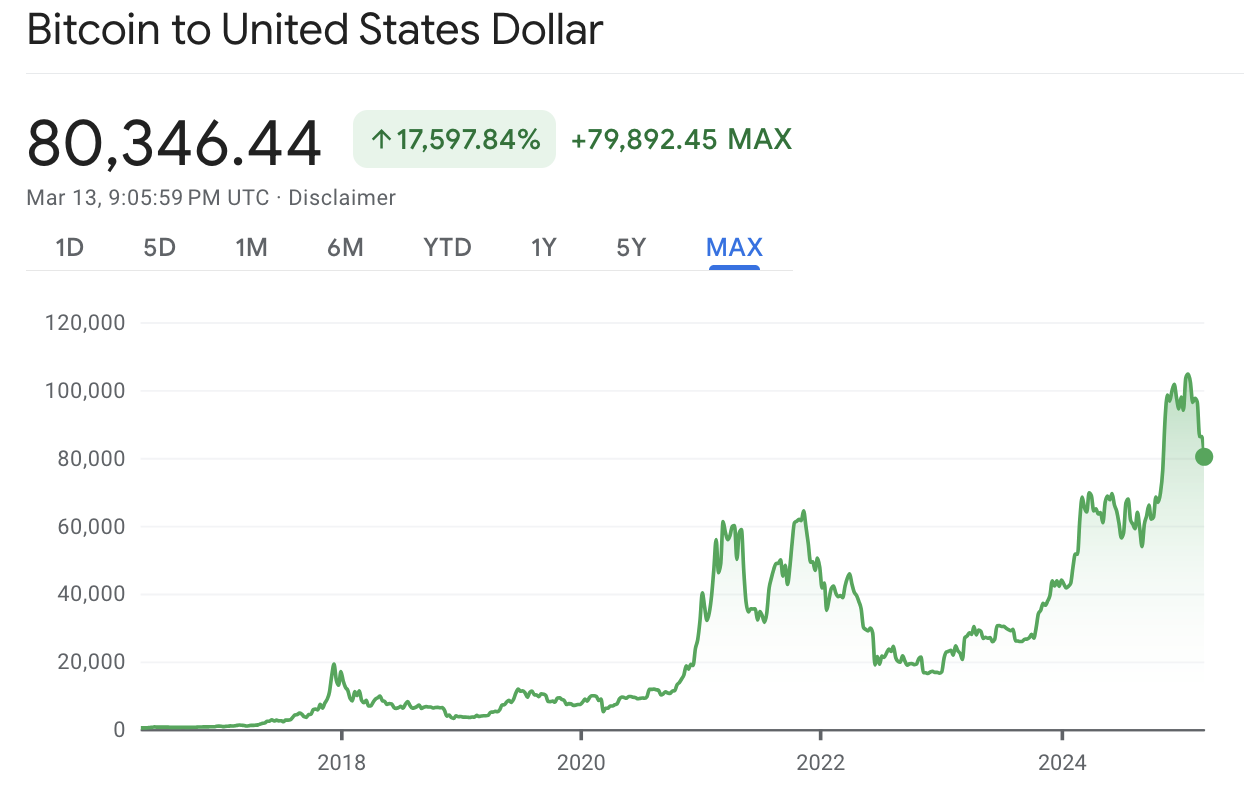 Bitcoin to United States Dollar
80,346.44 ↑17,597.84% +79,892.45 MAX
Mar 13, 9:05:59 PM UTC · Disclaimer
1D 5D 1M 6M YTD 1Y 5Y MAX
120,000
100,000
80,000
60,000
40,000
20,000
0
2018 2020 2022 2024